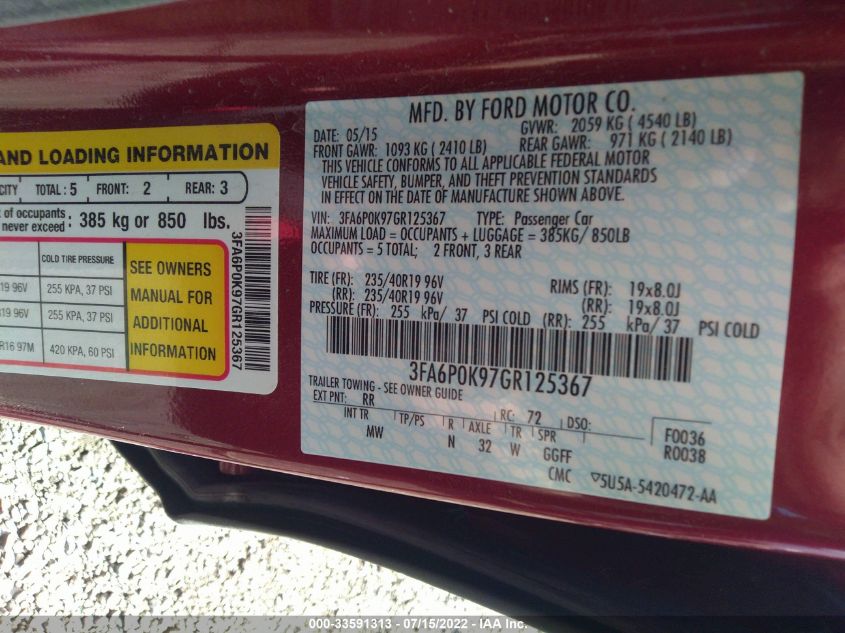 AND LOADING INFORMATION
CITY TOTAL: 5 FRONT: 2 REAR: 3
t of occupants
never exceed : 385 kg or 850 lbs.
COLD TIRE PRESSURE
19 96V 255 KPA, 37 PSI
R19 96V 255 KPA, 37 PSI
R16 97M 420 KPA, 60 PSI
SEE OWNERS
MANUAL FOR
ADDITIONAL
INFORMATION
3FA6P0K97GR125367
MFD. BY FORD MOTOR CO.
DATE: 05/15 GVWR: 2059 KG ( 4540 LB)
FRONT GAWR: 1093 KG ( 2410 LB) REAR GAWR: 971 KG ( 2140 LB)
THIS VEHICLE CONFORMS TO ALL APPLICABLE FEDERAL MOTOR
VEHICLE SAFETY, BUMPER, AND THEFT PREVENTION STANDARDS
IN EFFECT ON THE DATE OF MANUFACTURE SHOWN ABOVE.
VIN: 3FA6P0K97GR125367 TYPE: Passenger Car
MAXIMUM LOAD = OCCUPANTS + LUGGAGE = 385KG/ 850LB
OCCUPANTS = 5 TOTAL; 2 FRONT, 3 REAR
TIRE (FR): 235/40R19 96V RIMS (FR): 19x8.0J
(RR): 235/40R19 96V (RR): 19x8.0J
PRESSURE (FR): 255 kPa/ 37 PSI COLD (RR): 255 kPa/ 37 PSI COLD
3FA6P0K97GR125367
TRAILER TOWING - SEE OWNER GUIDE
EXT PNT: RR RC: 72 DSO:
INT TR TP/PS R AXLE TR SPR F0036
MW N 32 W GGFF R0038
CMC 5U5A-5420472-AA
000-33591313 - 07/15/2022 - IAA Inc.